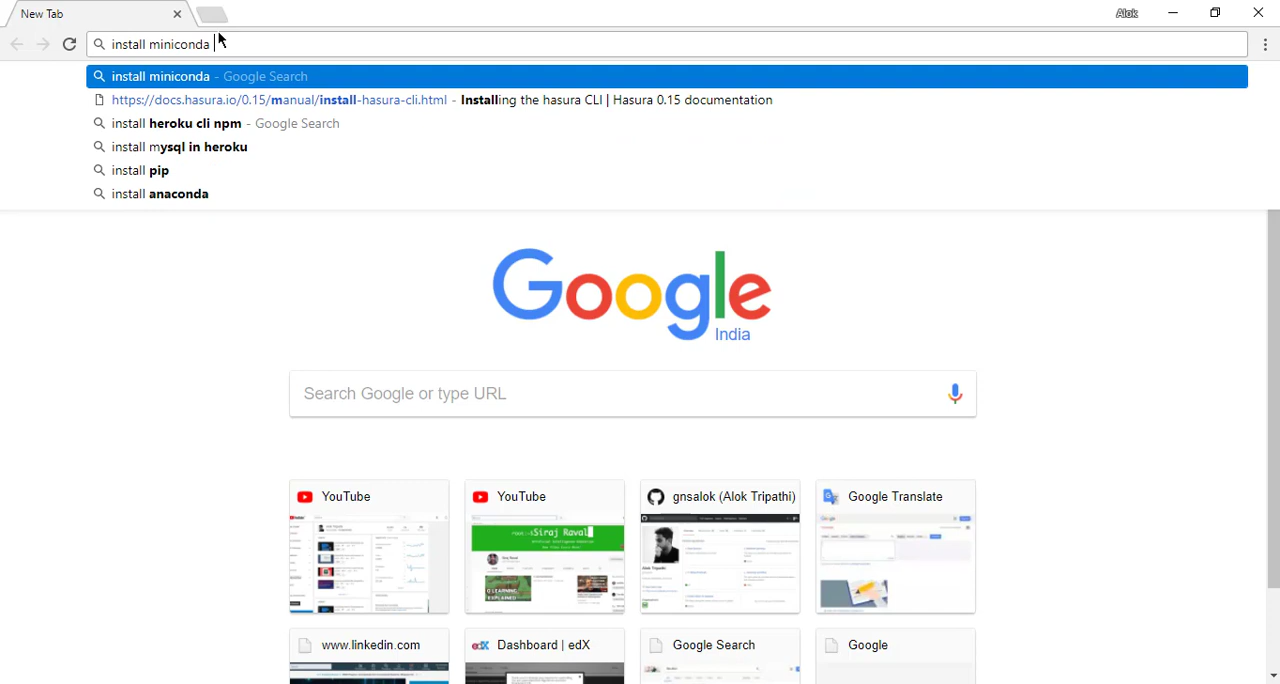 New Tab
Alok
install miniconda
install miniconda - Google Search
https://docs.hasura.io/0.15/manual/install-hasura-cli.html - Installing the hasura CLI | Hasura 0.15 documentation
install heroku cli npm - Google Search
install mysql in heroku
install pip
install anaconda
Google
India
Search Google or type URL
YouTube
YouTube
gnsalok (Alok Tripathi)
Google Translate
Siraj Raval
www.linkedin.com
Dashboard | edX
Google Search
Google